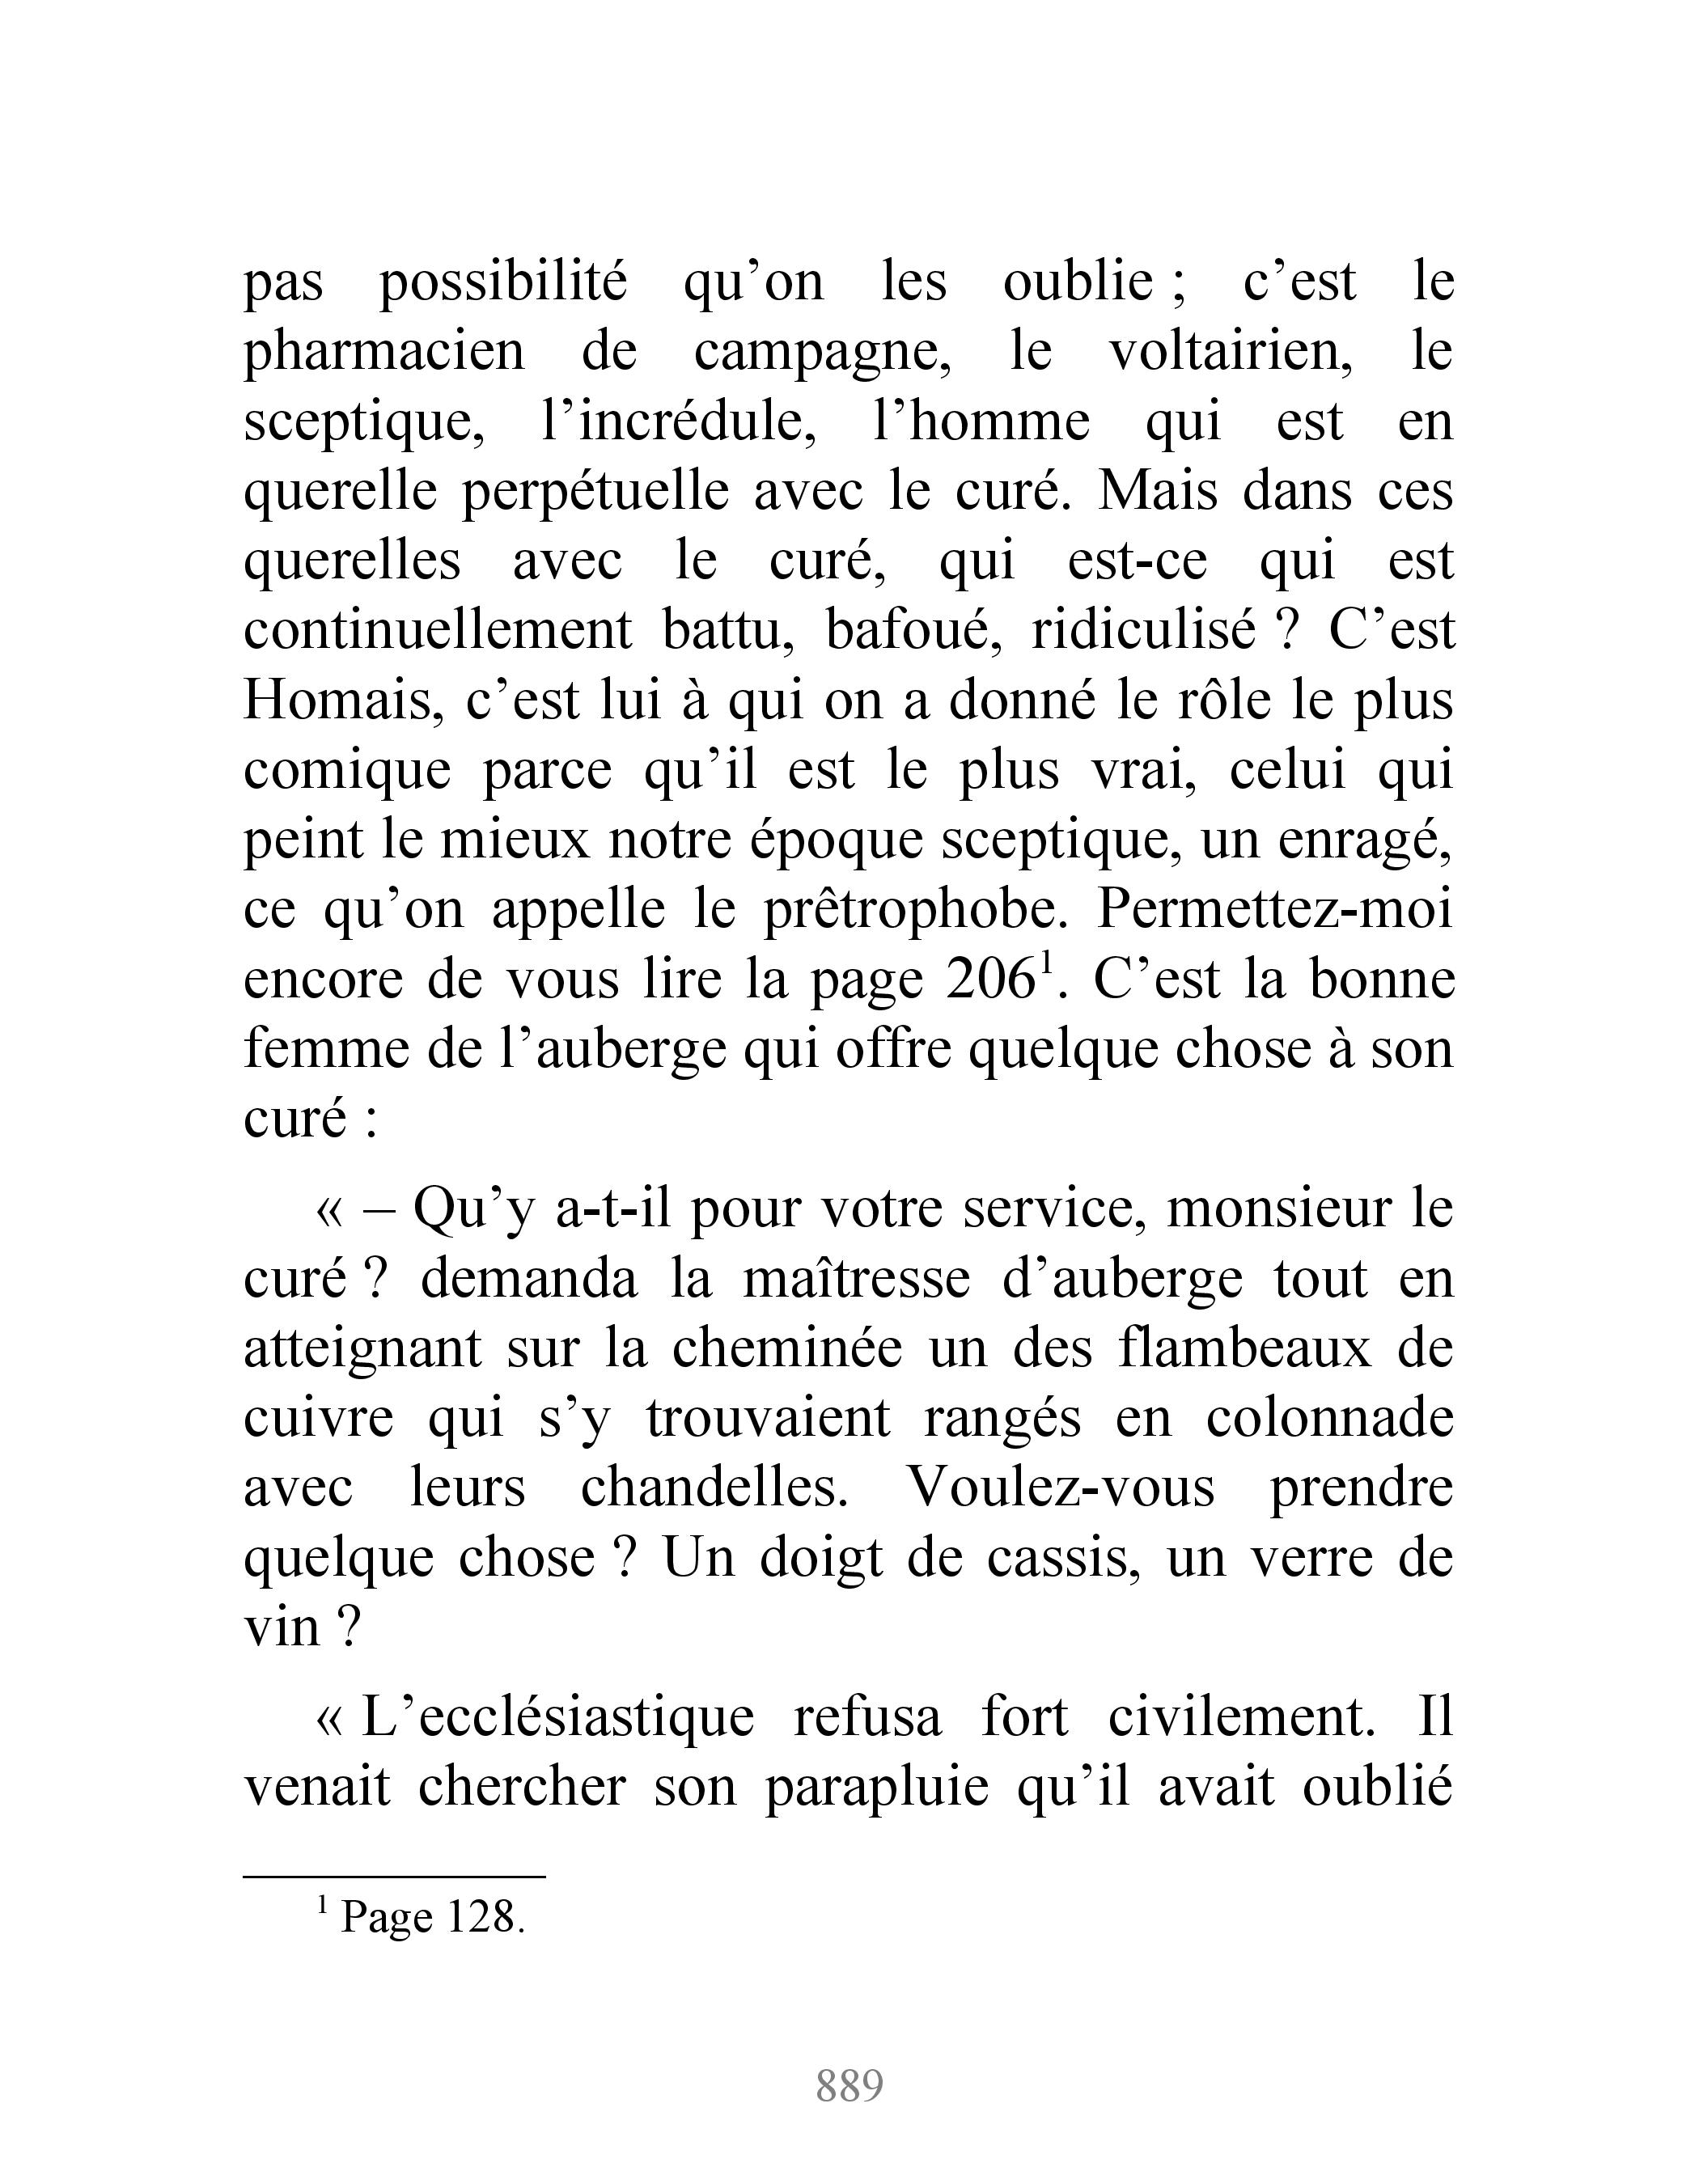 pas possibilité qu’on les oublie ; c’est le
pharmacien de campagne, le voltairien, le
sceptique, l’incrédule, l’homme qui est en
querelle perpétuelle avec le curé. Mais dans ces
querelles avec le curé, qui est-ce qui est
continuellement battu, bafoué, ridiculisé ? C’est
Homais, c’est lui à qui on a donné le rôle le plus
comique parce qu’il est le plus vrai, celui qui
peint le mieux notre époque sceptique, un enragé,
ce qu’on appelle le prêtrophobe. Permettez-moi
encore de vous lire la page 206¹. C’est la bonne
femme de l’auberge qui offre quelque chose à son
curé :
« – Qu’y a-t-il pour votre service, monsieur le
curé ? demanda la maîtresse d’auberge tout en
atteignant sur la cheminée un des flambeaux de
cuivre qui s’y trouvaient rangés en colonnade
avec leurs chandelles. Voulez-vous prendre
quelque chose ? Un doigt de cassis, un verre de
vin ?
« L’ecclésiastique refusa fort civilement. Il
venait chercher son parapluie qu’il avait oublié
¹ Page 128.
889